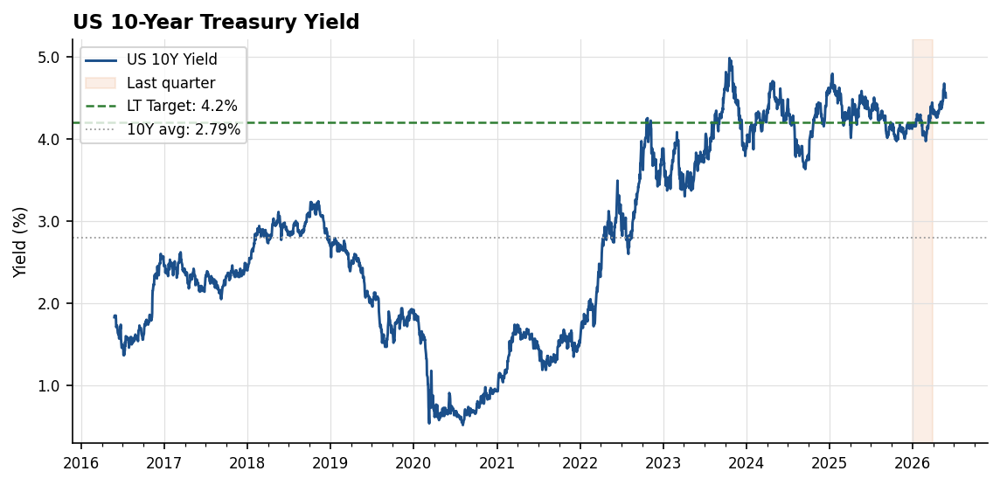 US 10-Year Treasury Yield
US 10Y Yield
Last quarter
LT Target: 4.2%
10Y avg: 2.79%
Yield (%)
5.0
4.0
3.0
2.0
1.0
2016 2017 2018 2019 2020 2021 2022 2023 2024 2025 2026